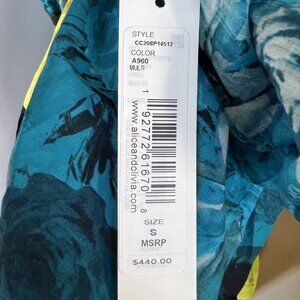 STYLE
CC208P14512
COLOR
A960
MULTI
1 92772 61670 8
www.aliceandolivia.com
SIZE
S
MSRP
$440.00